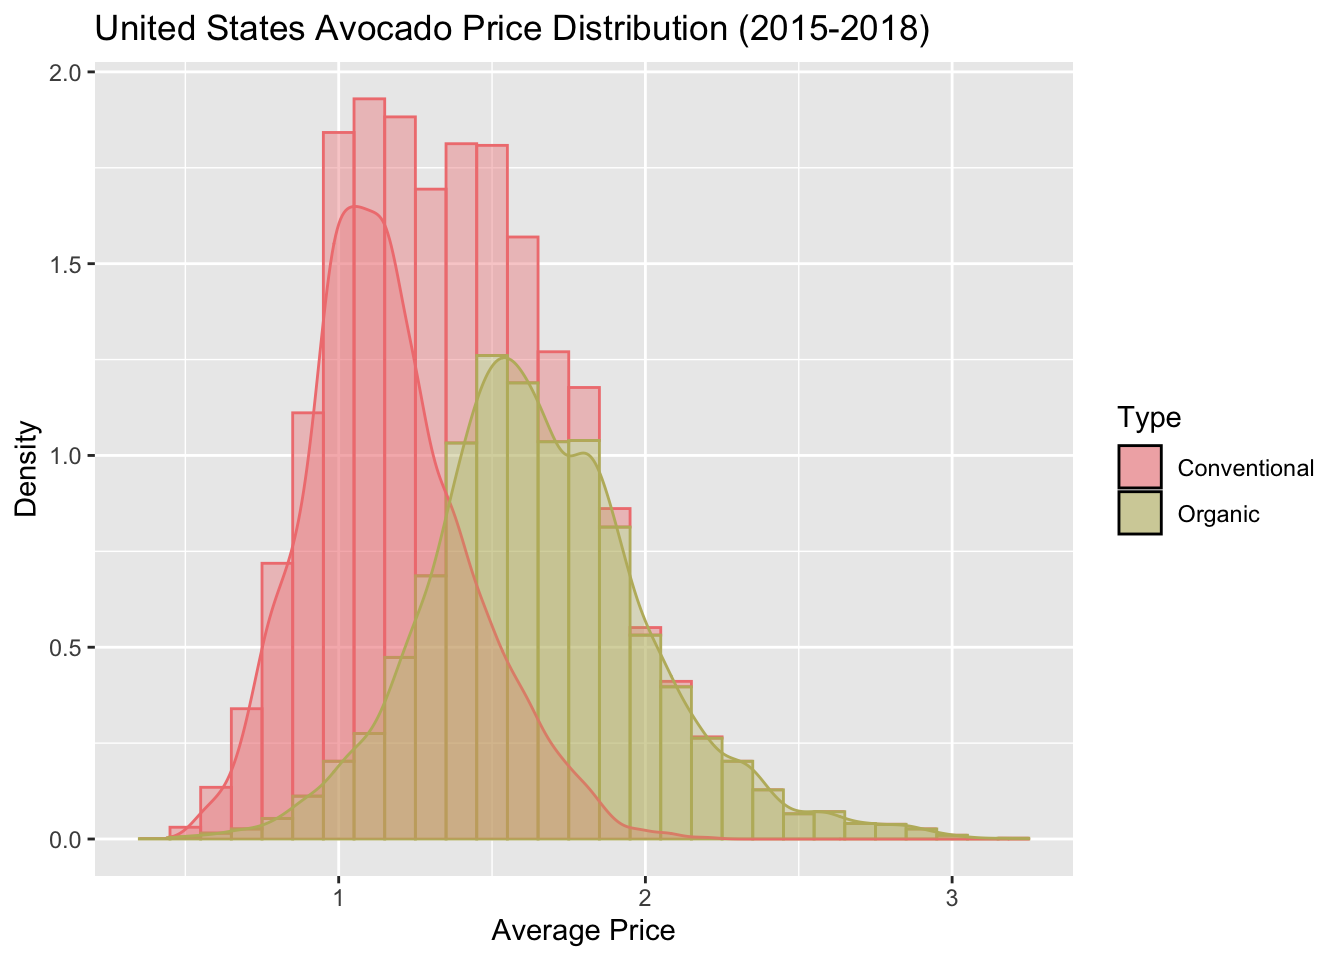 United States Avocado Price Distribution (2015-2018)
2.0
1.5
1.0
0.5
0.0
Density
1
2
3
Average Price
Type
Conventional
Organic